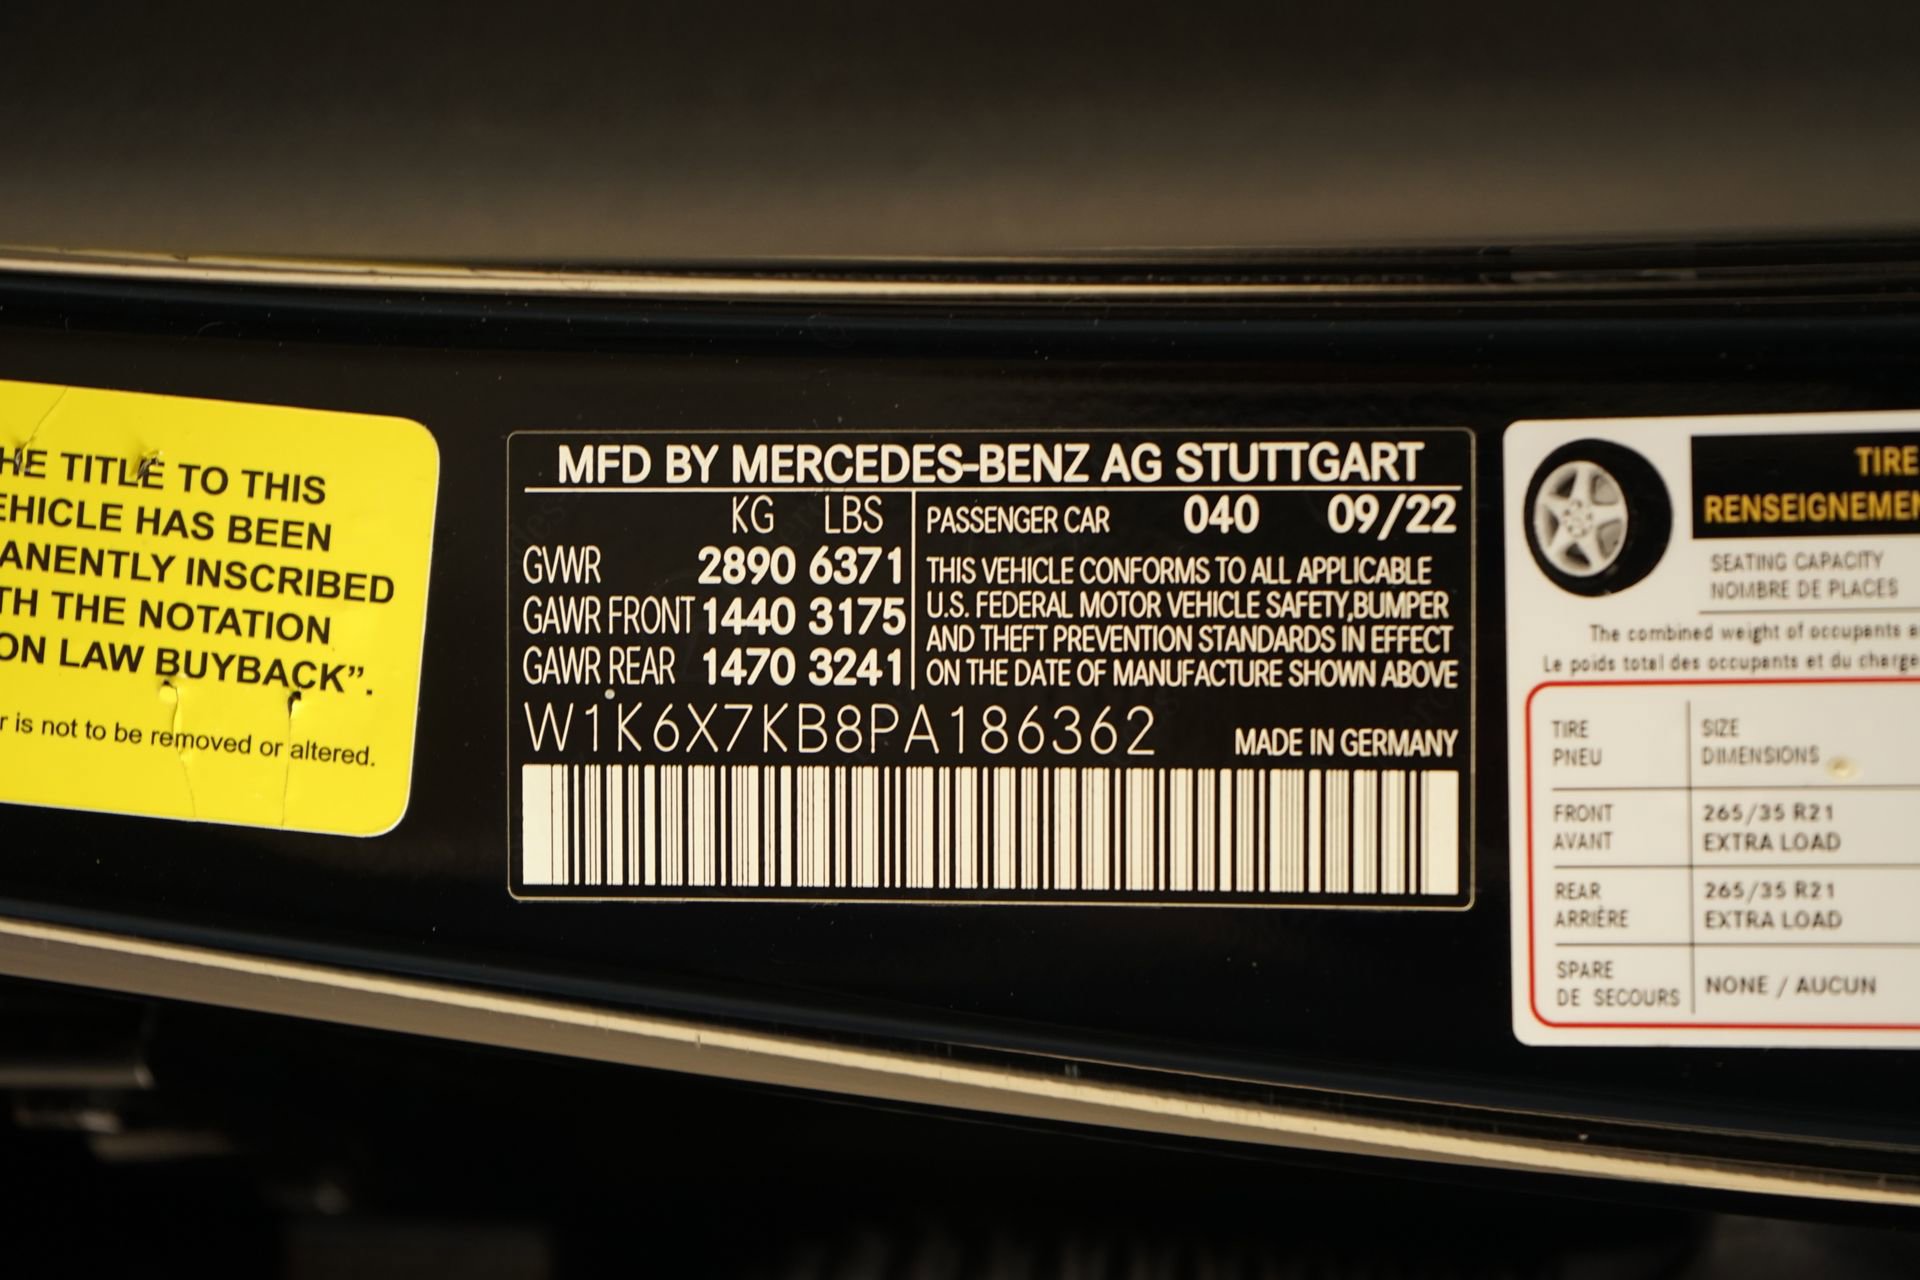 HE TITLE TO THIS
EHICLE HAS BEEN
ANENTLY INSCRIBED
TH THE NOTATION
ON LAW BUYBACK”.
r is not to be removed or altered.
MFD BY MERCEDES-BENZ AG STUTTGART
KG LBS
GVWR 2890 6371
GAWR FRONT 1440 3175
GAWR REAR 1470 3241
PASSENGER CAR 040 09/22
THIS VEHICLE CONFORMS TO ALL APPLICABLE
U.S. FEDERAL MOTOR VEHICLE SAFETY,BUMPER
AND THEFT PREVENTION STANDARDS IN EFFECT
ON THE DATE OF MANUFACTURE SHOWN ABOVE
W1K6X7KB8PA186362
MADE IN GERMANY
TIRE
RENSEIGNEMEN
SEATING CAPACITY
NOMBRE DE PLACES
The combined weight of occupants a
Le poids total des occupants et du charge
TIRE SIZE
PNEU DIMENSIONS
FRONT 265/35 R21
AVANT EXTRA LOAD
REAR 265/35 R21
ARRIÈRE EXTRA LOAD
SPARE
DE SECOURS NONE / AUCUN